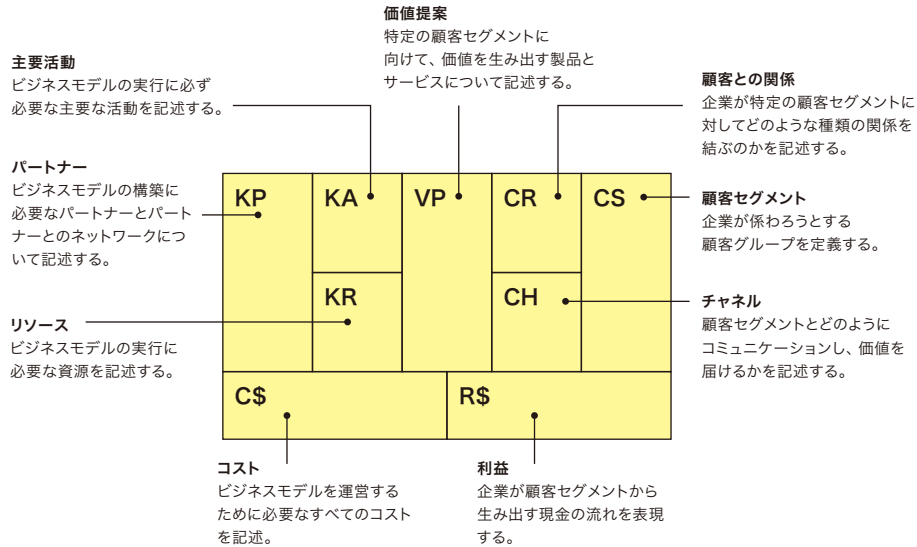 価値提案
特定の顧客セグメントに
向けて、価値を生み出す製品と
サービスについて記述する。
主要活動
ビジネスモデルの実行に必ず
必要な主要な活動を記述する。
顧客との関係
企業が特定の顧客セグメントに
対してどのような種類の関係を
結ぶのかを記述する。
パートナー
ビジネスモデルの構築に
必要なパートナーとパート
ナーとのネットワークにつ
いて記述する。
KP
KA
VP
CR
CS
顧客セグメント
企業が係わろうとする
顧客グループを定義する。
リソース
ビジネスモデルの実行に
必要な資源を記述する。
KR
CH
チャネル
顧客セグメントとどのように
コミュニケーションし、価値を
届けるかを記述する。
C$
R$
コスト
ビジネスモデルを運営する
ために必要なすべてのコスト
を記述。
利益
企業が顧客セグメントから
生み出す現金の流れを表現
する。